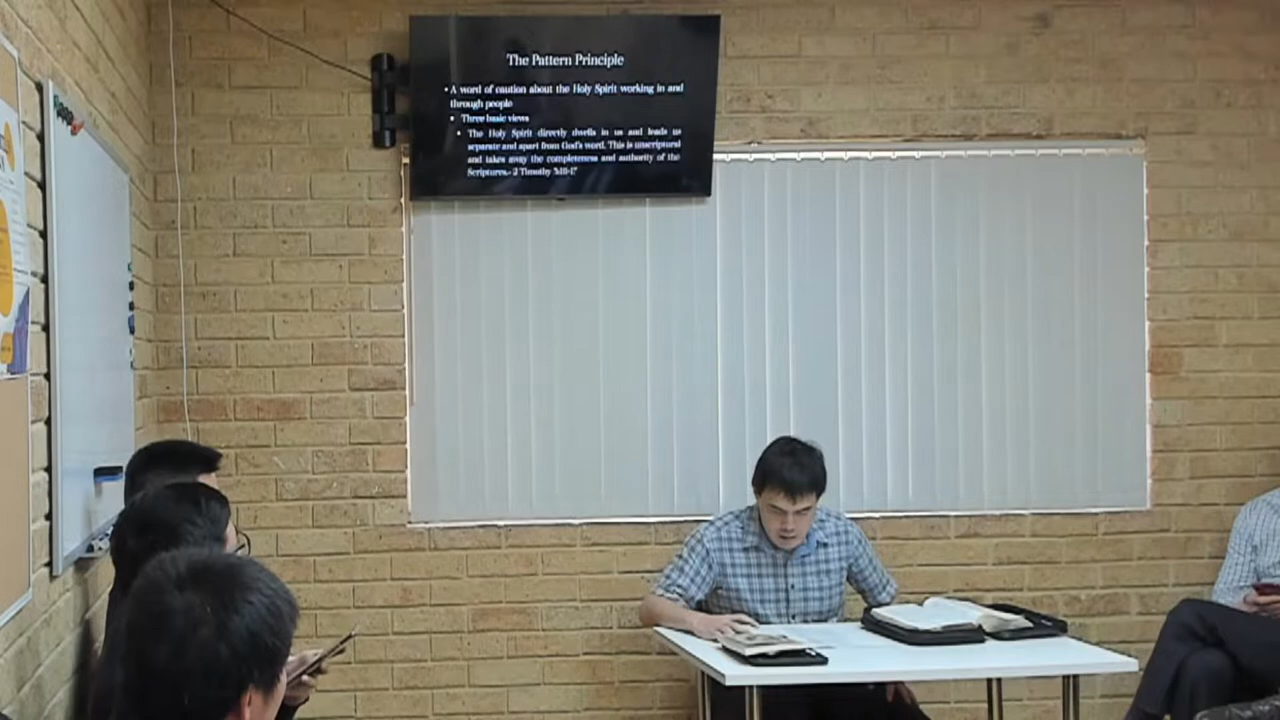 The Pattern Principle
• A word of caution about the Holy Spirit working in and
through people
• Three basic views
• The Holy Spirit directly dwells in us and leads us
separate and apart from God's word. This is unscriptural
and takes away the completeness and authority of the
Scriptures.- 2 Timothy